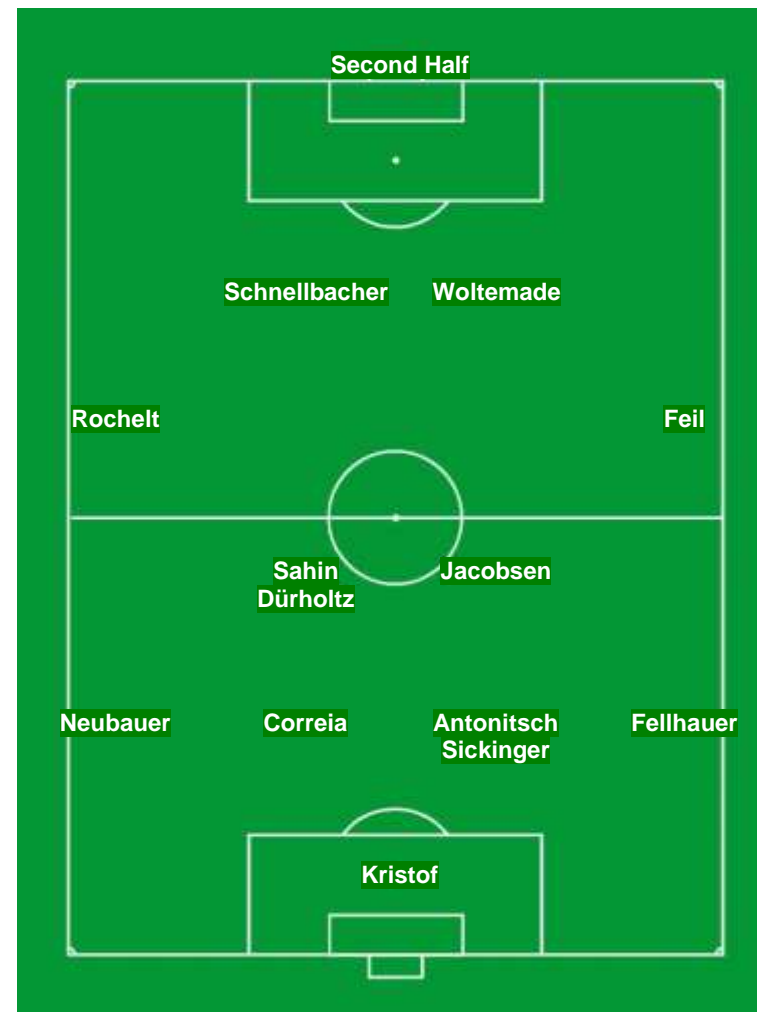 Second Half
Schnellbacher Woltemade
Rochelt Feil
Sahin Jacobsen
Dürholtz
Neubauer Correia Antonitsch Fellhauer
Sickinger
Kristof